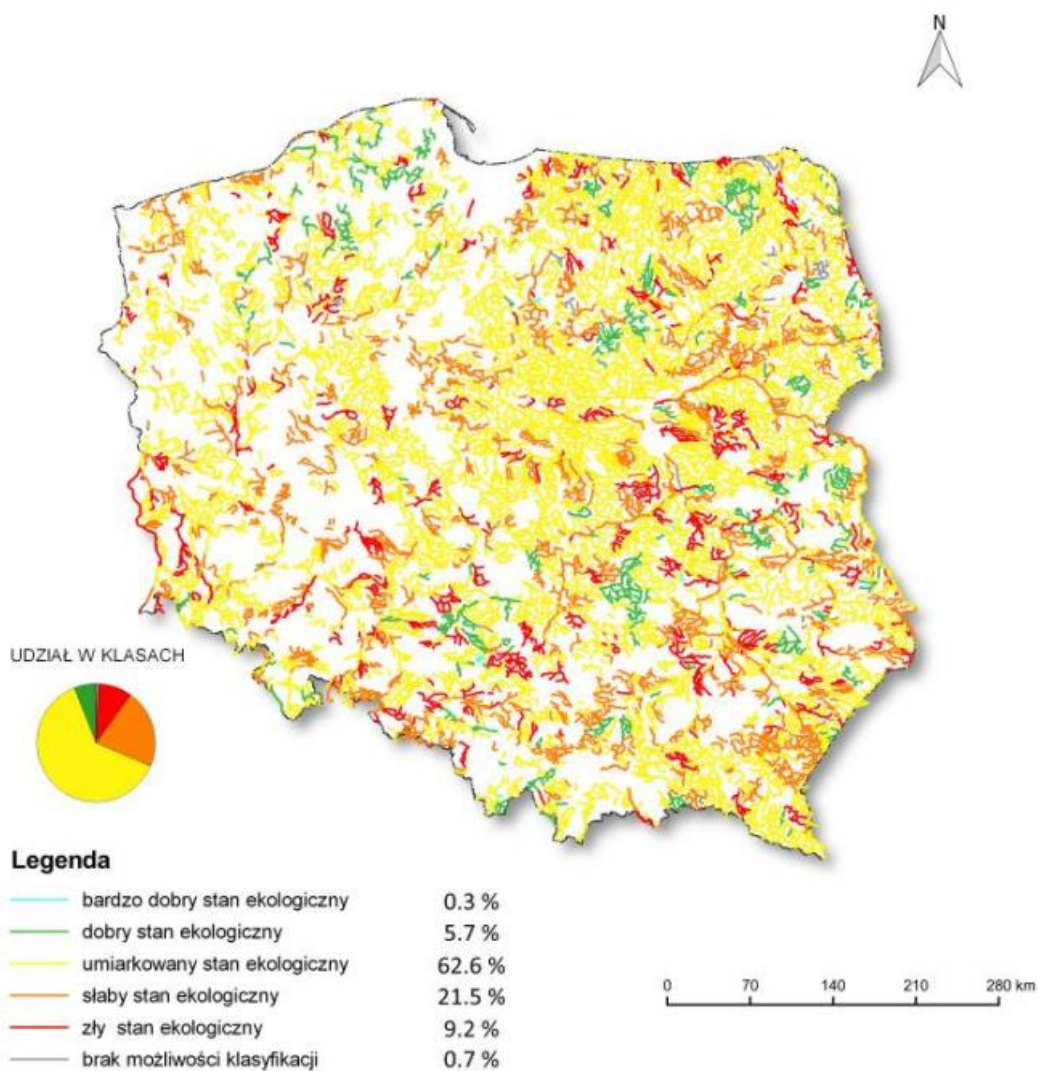 N
UDZIAŁ W KLASACH
Legenda
bardzo dobry stan ekologiczny 0.3 %
dobry stan ekologiczny 5.7 %
umiarkowany stan ekologiczny 62.6 %
słaby stan ekologiczny 21.5 %
zły stan ekologiczny 9.2 %
brak możliwości klasyfikacji 0.7 %
0 70 140 210 280 km